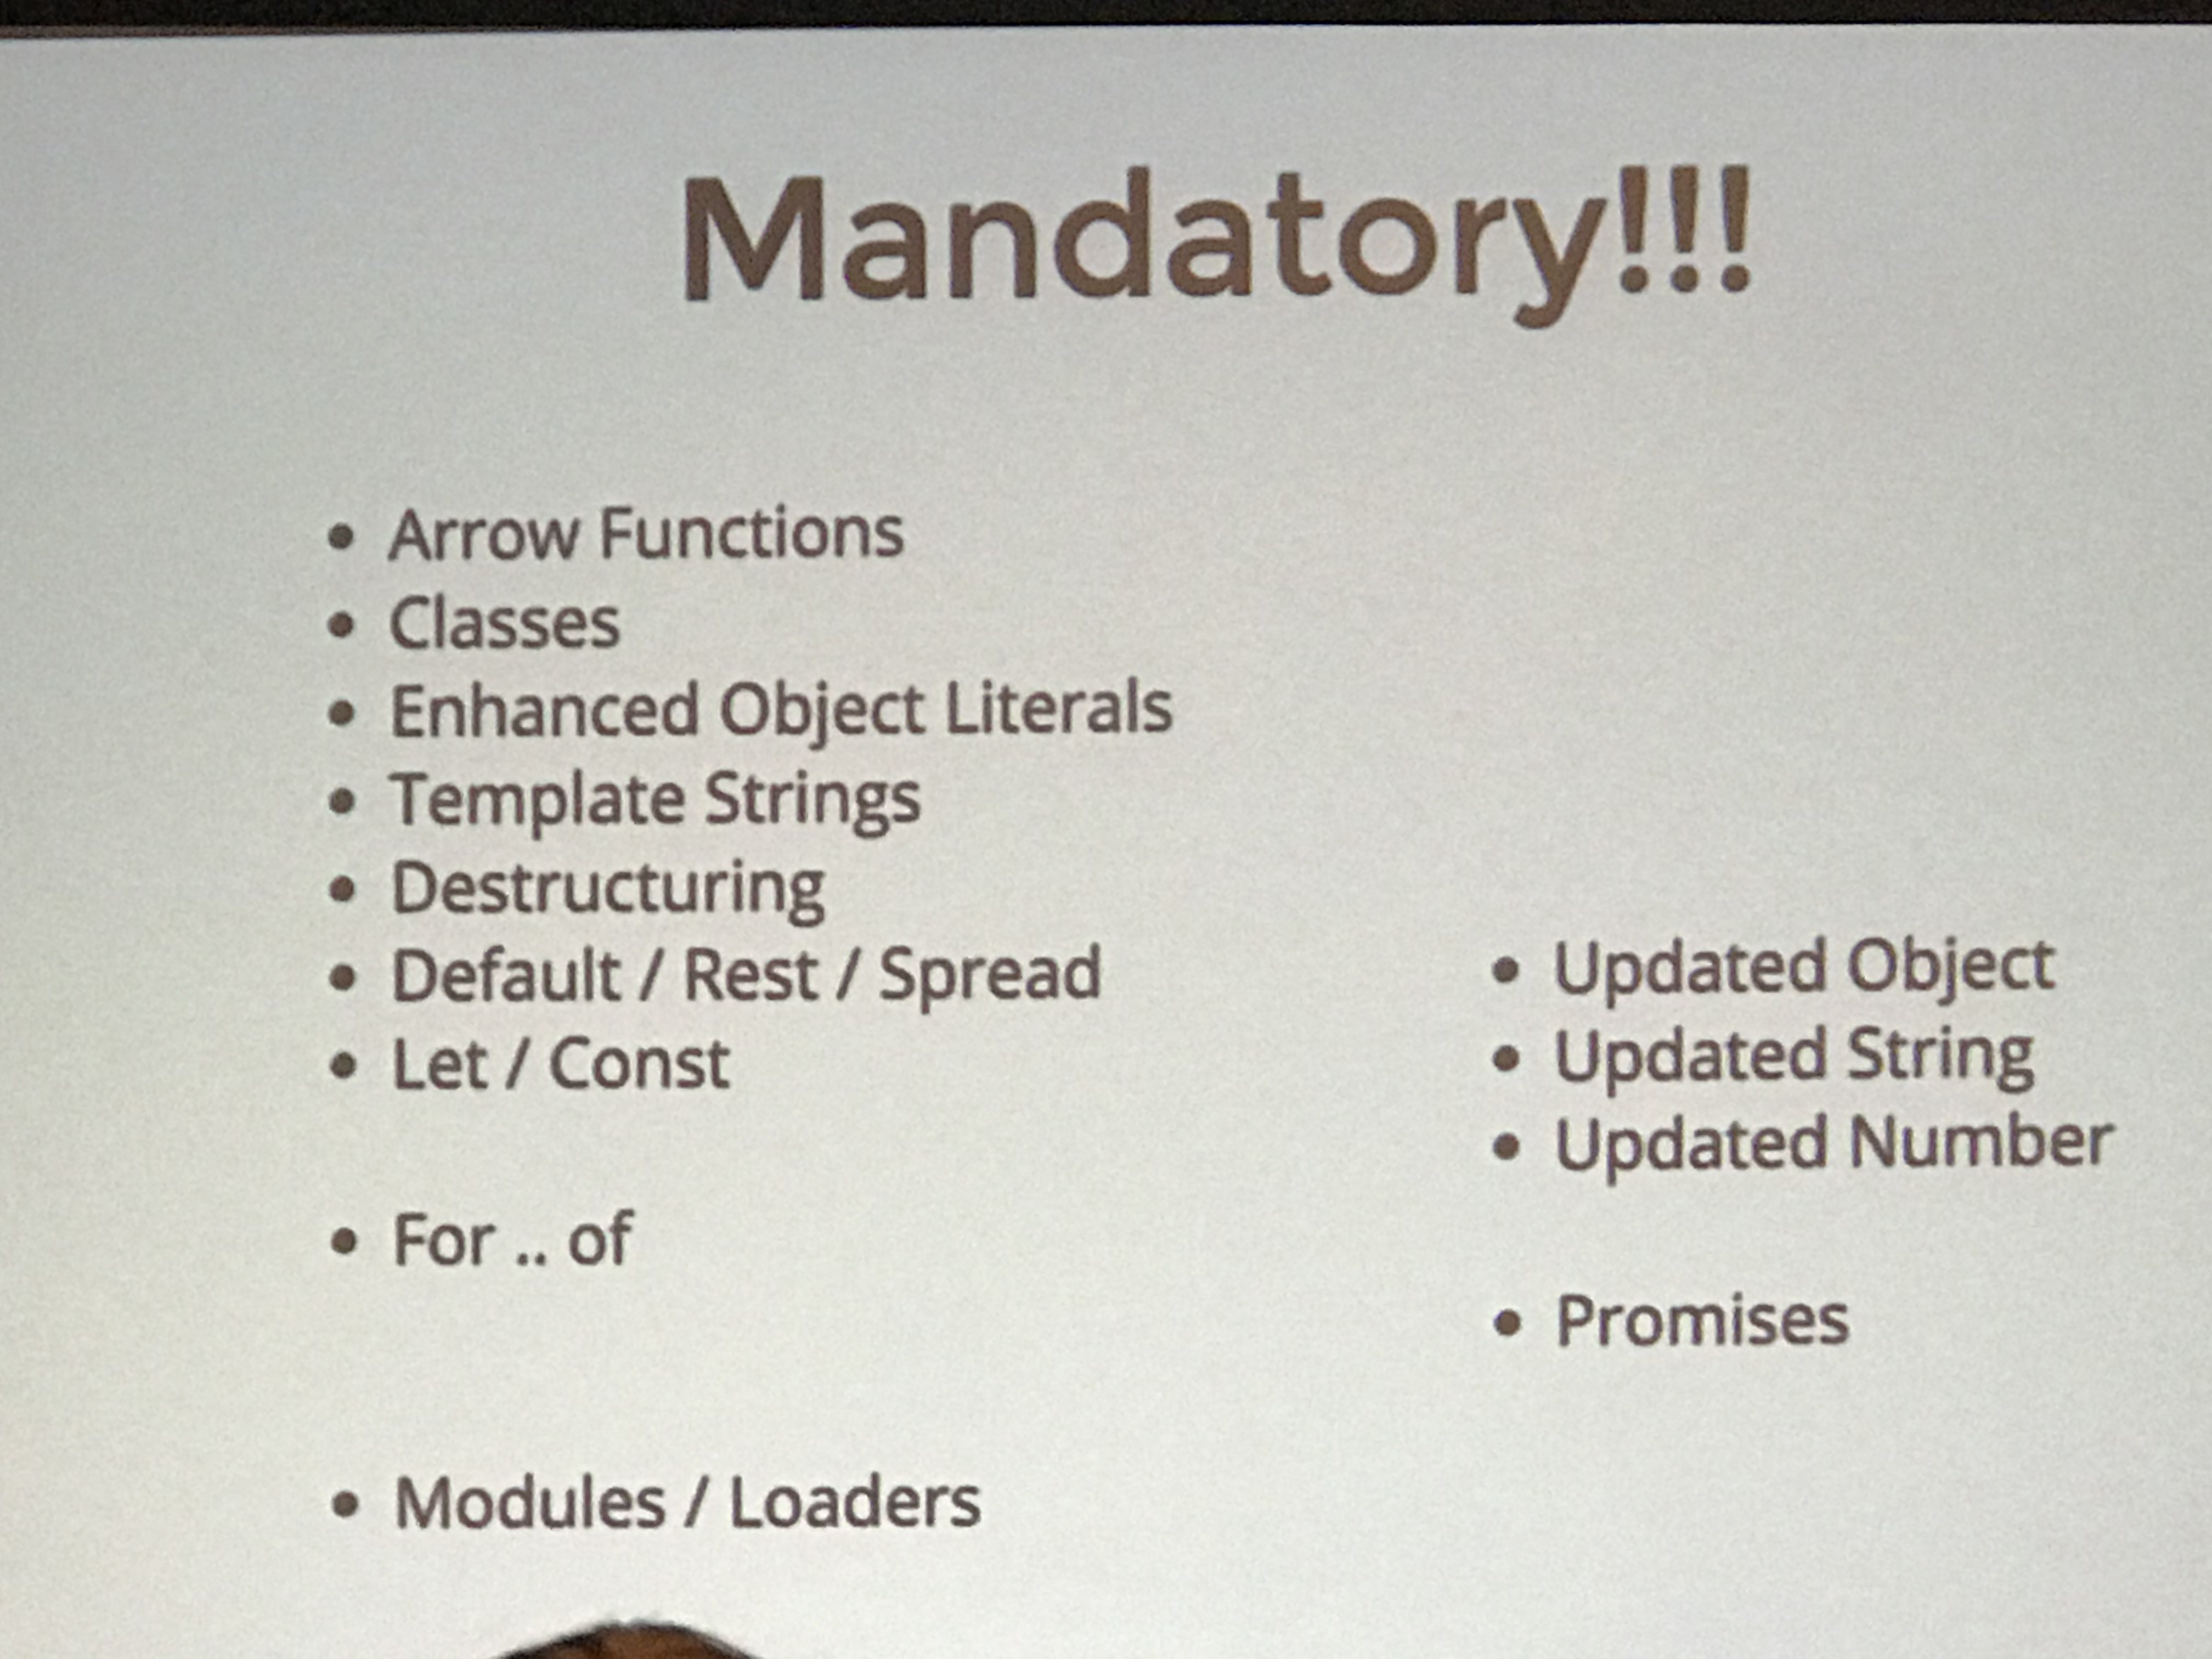 Mandatory!!!
• Arrow Functions
• Classes
• Enhanced Object Literals
• Template Strings
• Destructuring
• Default / Rest / Spread
• Let / Const
• For .. of
• Modules / Loaders
• Updated Object
• Updated String
• Updated Number
• Promises